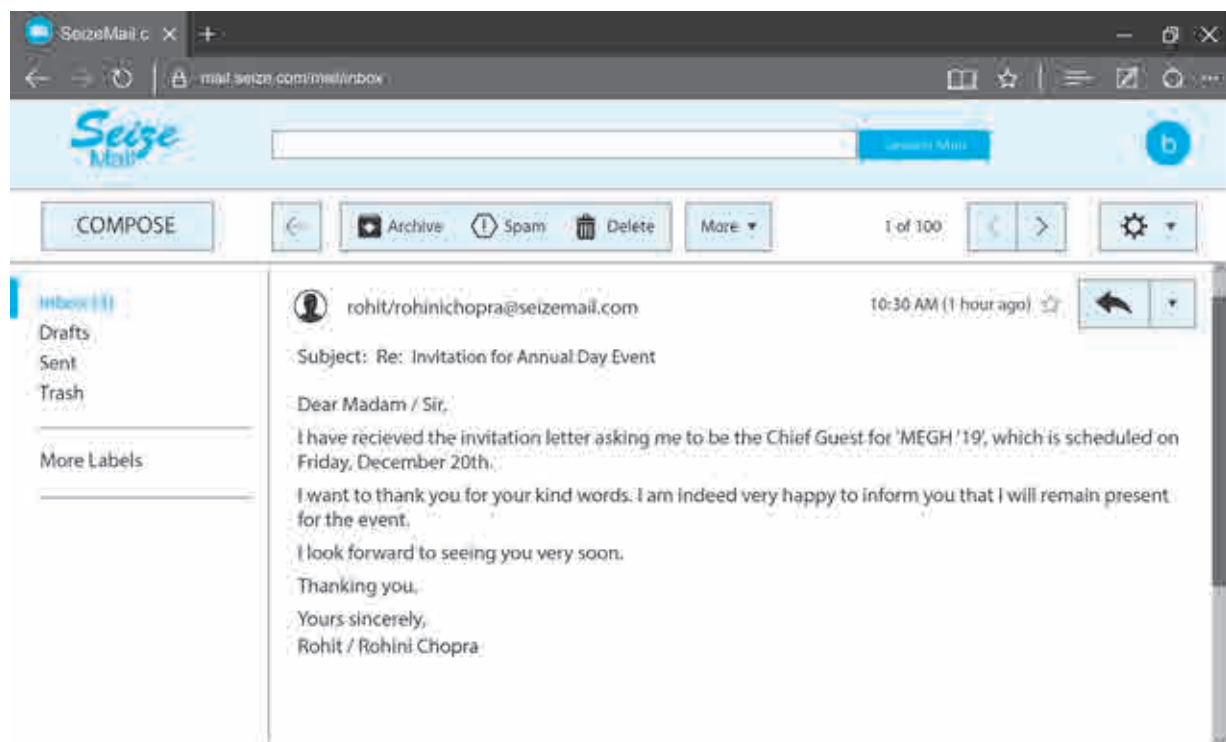 SeizeMail c
mail.seize.com/mail/inbox
Seize
Mail
b
COMPOSE
Archive
Spam
Delete
More
1 of 100
Inbox (1)
Drafts
Sent
Trash
More Labels
rohit/rohinichopra@seizemail.com
10:30 AM (1 hour ago)
Subject: Re: Invitation for Annual Day Event
Dear Madam / Sir,
I have recieved the invitation letter asking me to be the Chief Guest for 'MEGH '19', which is scheduled on
Friday, December 20th.
I want to thank you for your kind words. I am indeed very happy to inform you that I will remain present
for the event.
I look forward to seeing you very soon.
Thanking you,
Yours sincerely,
Rohit / Rohini Chopra